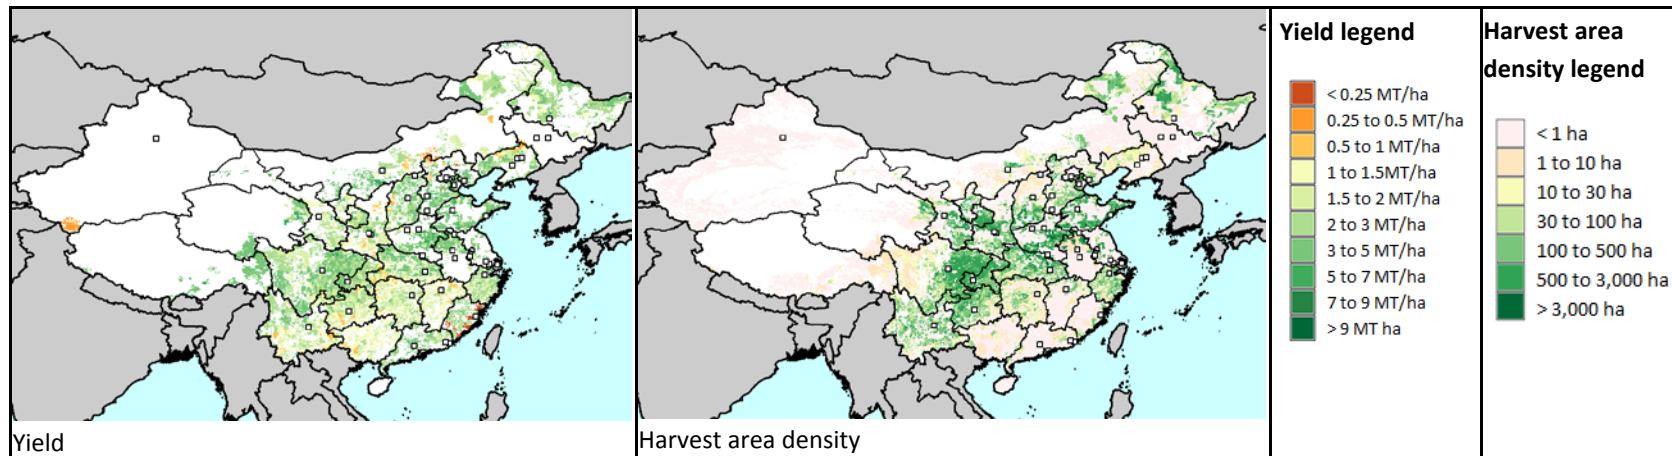 Yield
Harvest area density
Yield legend
< 0.25 MT/ha
0.25 to 0.5 MT/ha
0.5 to 1 MT/ha
1 to 1.5MT/ha
1.5 to 2 MT/ha
2 to 3 MT/ha
3 to 5 MT/ha
5 to 7 MT/ha
7 to 9 MT/ha
> 9 MT ha
Harvest area
density legend
< 1 ha
1 to 10 ha
10 to 30 ha
30 to 100 ha
100 to 500 ha
500 to 3,000 ha
> 3,000 ha